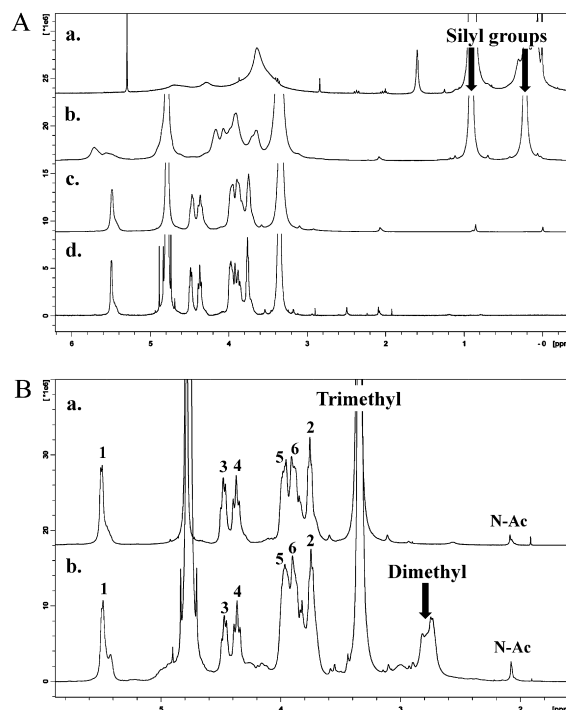 A
[*1e6]
a.
Silyl groups
25
b.
20
c.
15
10
d.
5
0
6 5 4 3 2 1 -0 [ppm]
B
[*1e6]
a.
Trimethyl
1
3 4 5 6 2
30
N-Ac
20
b.
Dimethyl
1
3 4 5 6 2
10
N-Ac
0
5 4 3 2 [ppm]